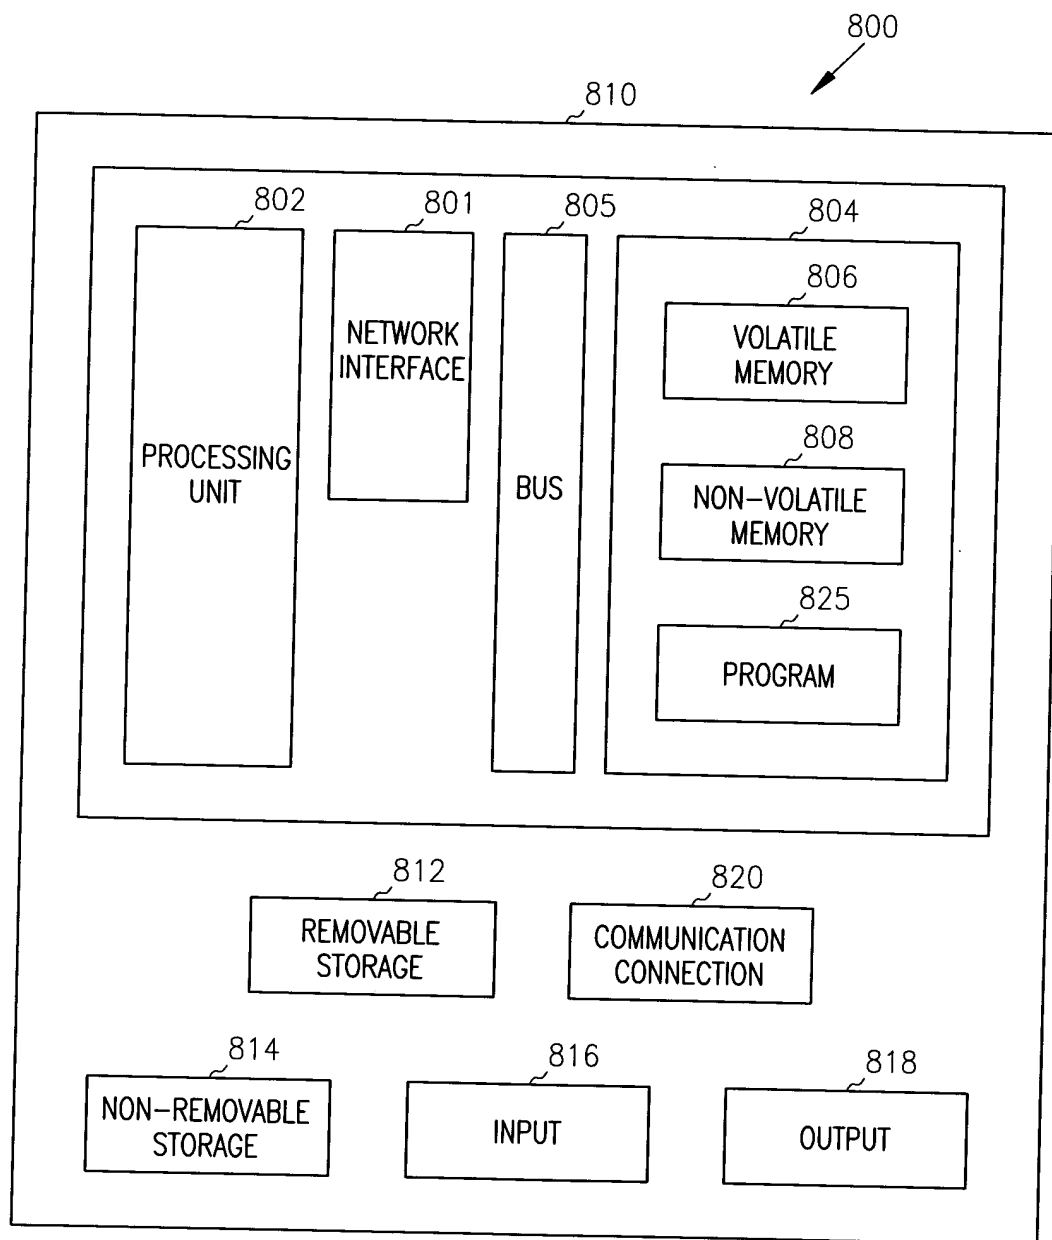 800
810
802
801
805
804
806
VOLATILE
MEMORY
NETWORK
INTERFACE
808
NON-VOLATILE
MEMORY
PROCESSING
UNIT
BUS
825
PROGRAM
812
REMOVABLE
STORAGE
820
COMMUNICATION
CONNECTION
814
NON-REMOVABLE
STORAGE
816
INPUT
818
OUTPUT